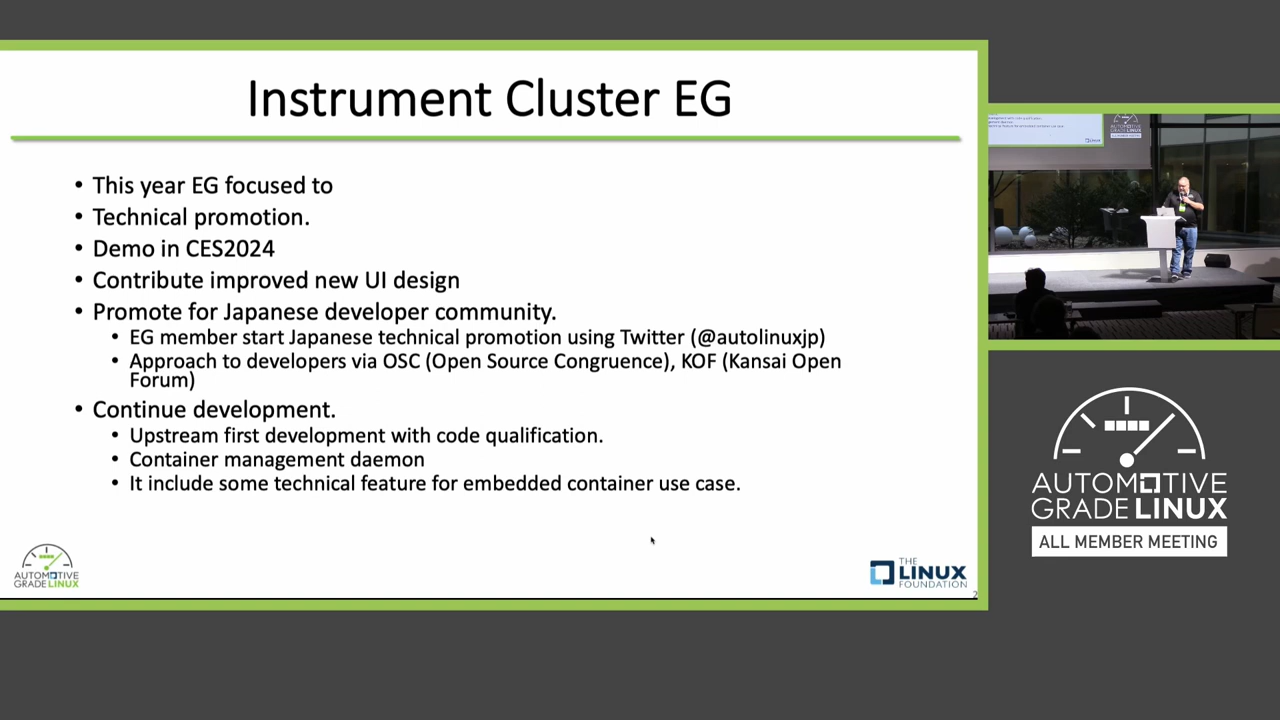 Instrument Cluster EG
• This year EG focused to
• Technical promotion.
• Demo in CES2024
• Contribute improved new UI design
• Promote for Japanese developer community.
• EG member start Japanese technical promotion using Twitter (@autolinuxjp)
• Approach to developers via OSC (Open Source Congruence), KOF (Kansai Open
Forum)
• Continue development.
• Upstream first development with code qualification.
• Container management daemon
• It include some technical feature for embedded container use case.
AUTOMOTIVE
GRADE LINUX
THE
LINUX
FOUNDATION
2
AUTOMOTIVE
GRADE LINUX
ALL MEMBER MEETING